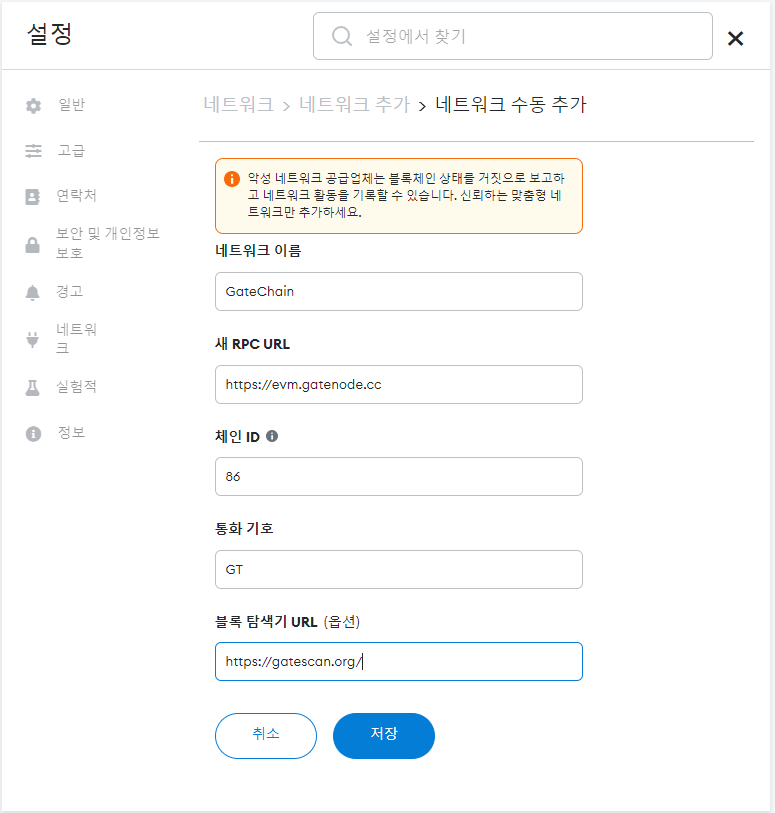 설정
설정에서 찾기
일반
고급
연락처
보안 및 개인정보
보호
경고
네트워
크
실험적
정보
네트워크 > 네트워크 추가 > 네트워크 수동 추가
악성 네트워크 공급업체는 블록체인 상태를 거짓으로 보고하
고 네트워크 활동을 기록할 수 있습니다. 신뢰하는 맞춤형 네
트워크만 추가하세요.
네트워크 이름
GateChain
새 RPC URL
https://evm.gatenode.cc
체인 ID
86
통화 기호
GT
블록 탐색기 URL (옵션)
https://gatescan.org/
취소
저장